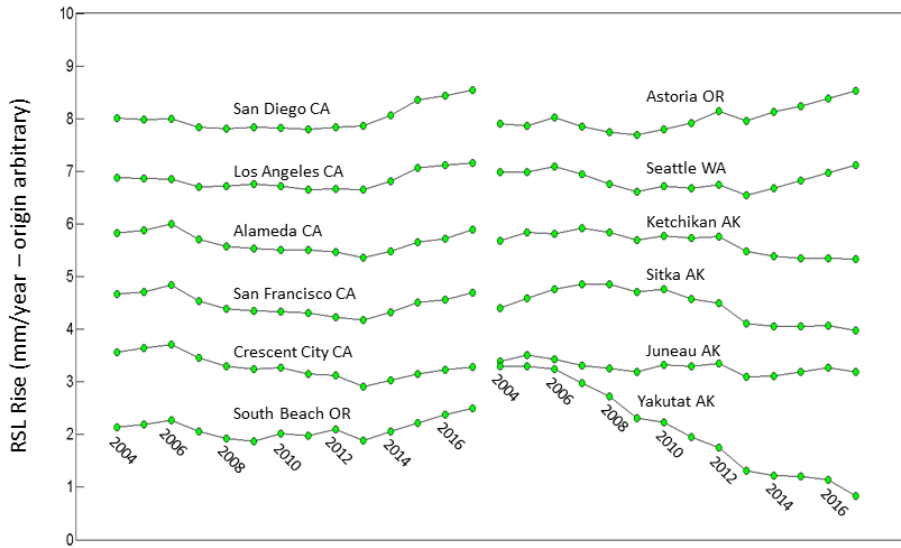 10
9
8
7
6
5
4
3
2
1
0
RSL Rise (mm/year – origin arbitrary)
San Diego CA
Los Angeles CA
Alameda CA
San Francisco CA
Crescent City CA
South Beach OR
2004
2006
2008
2010
2012
2014
2016
Astoria OR
Seattle WA
Ketchikan AK
Sitka AK
Juneau AK
Yakutat AK
2004
2006
2008
2010
2012
2014
2016